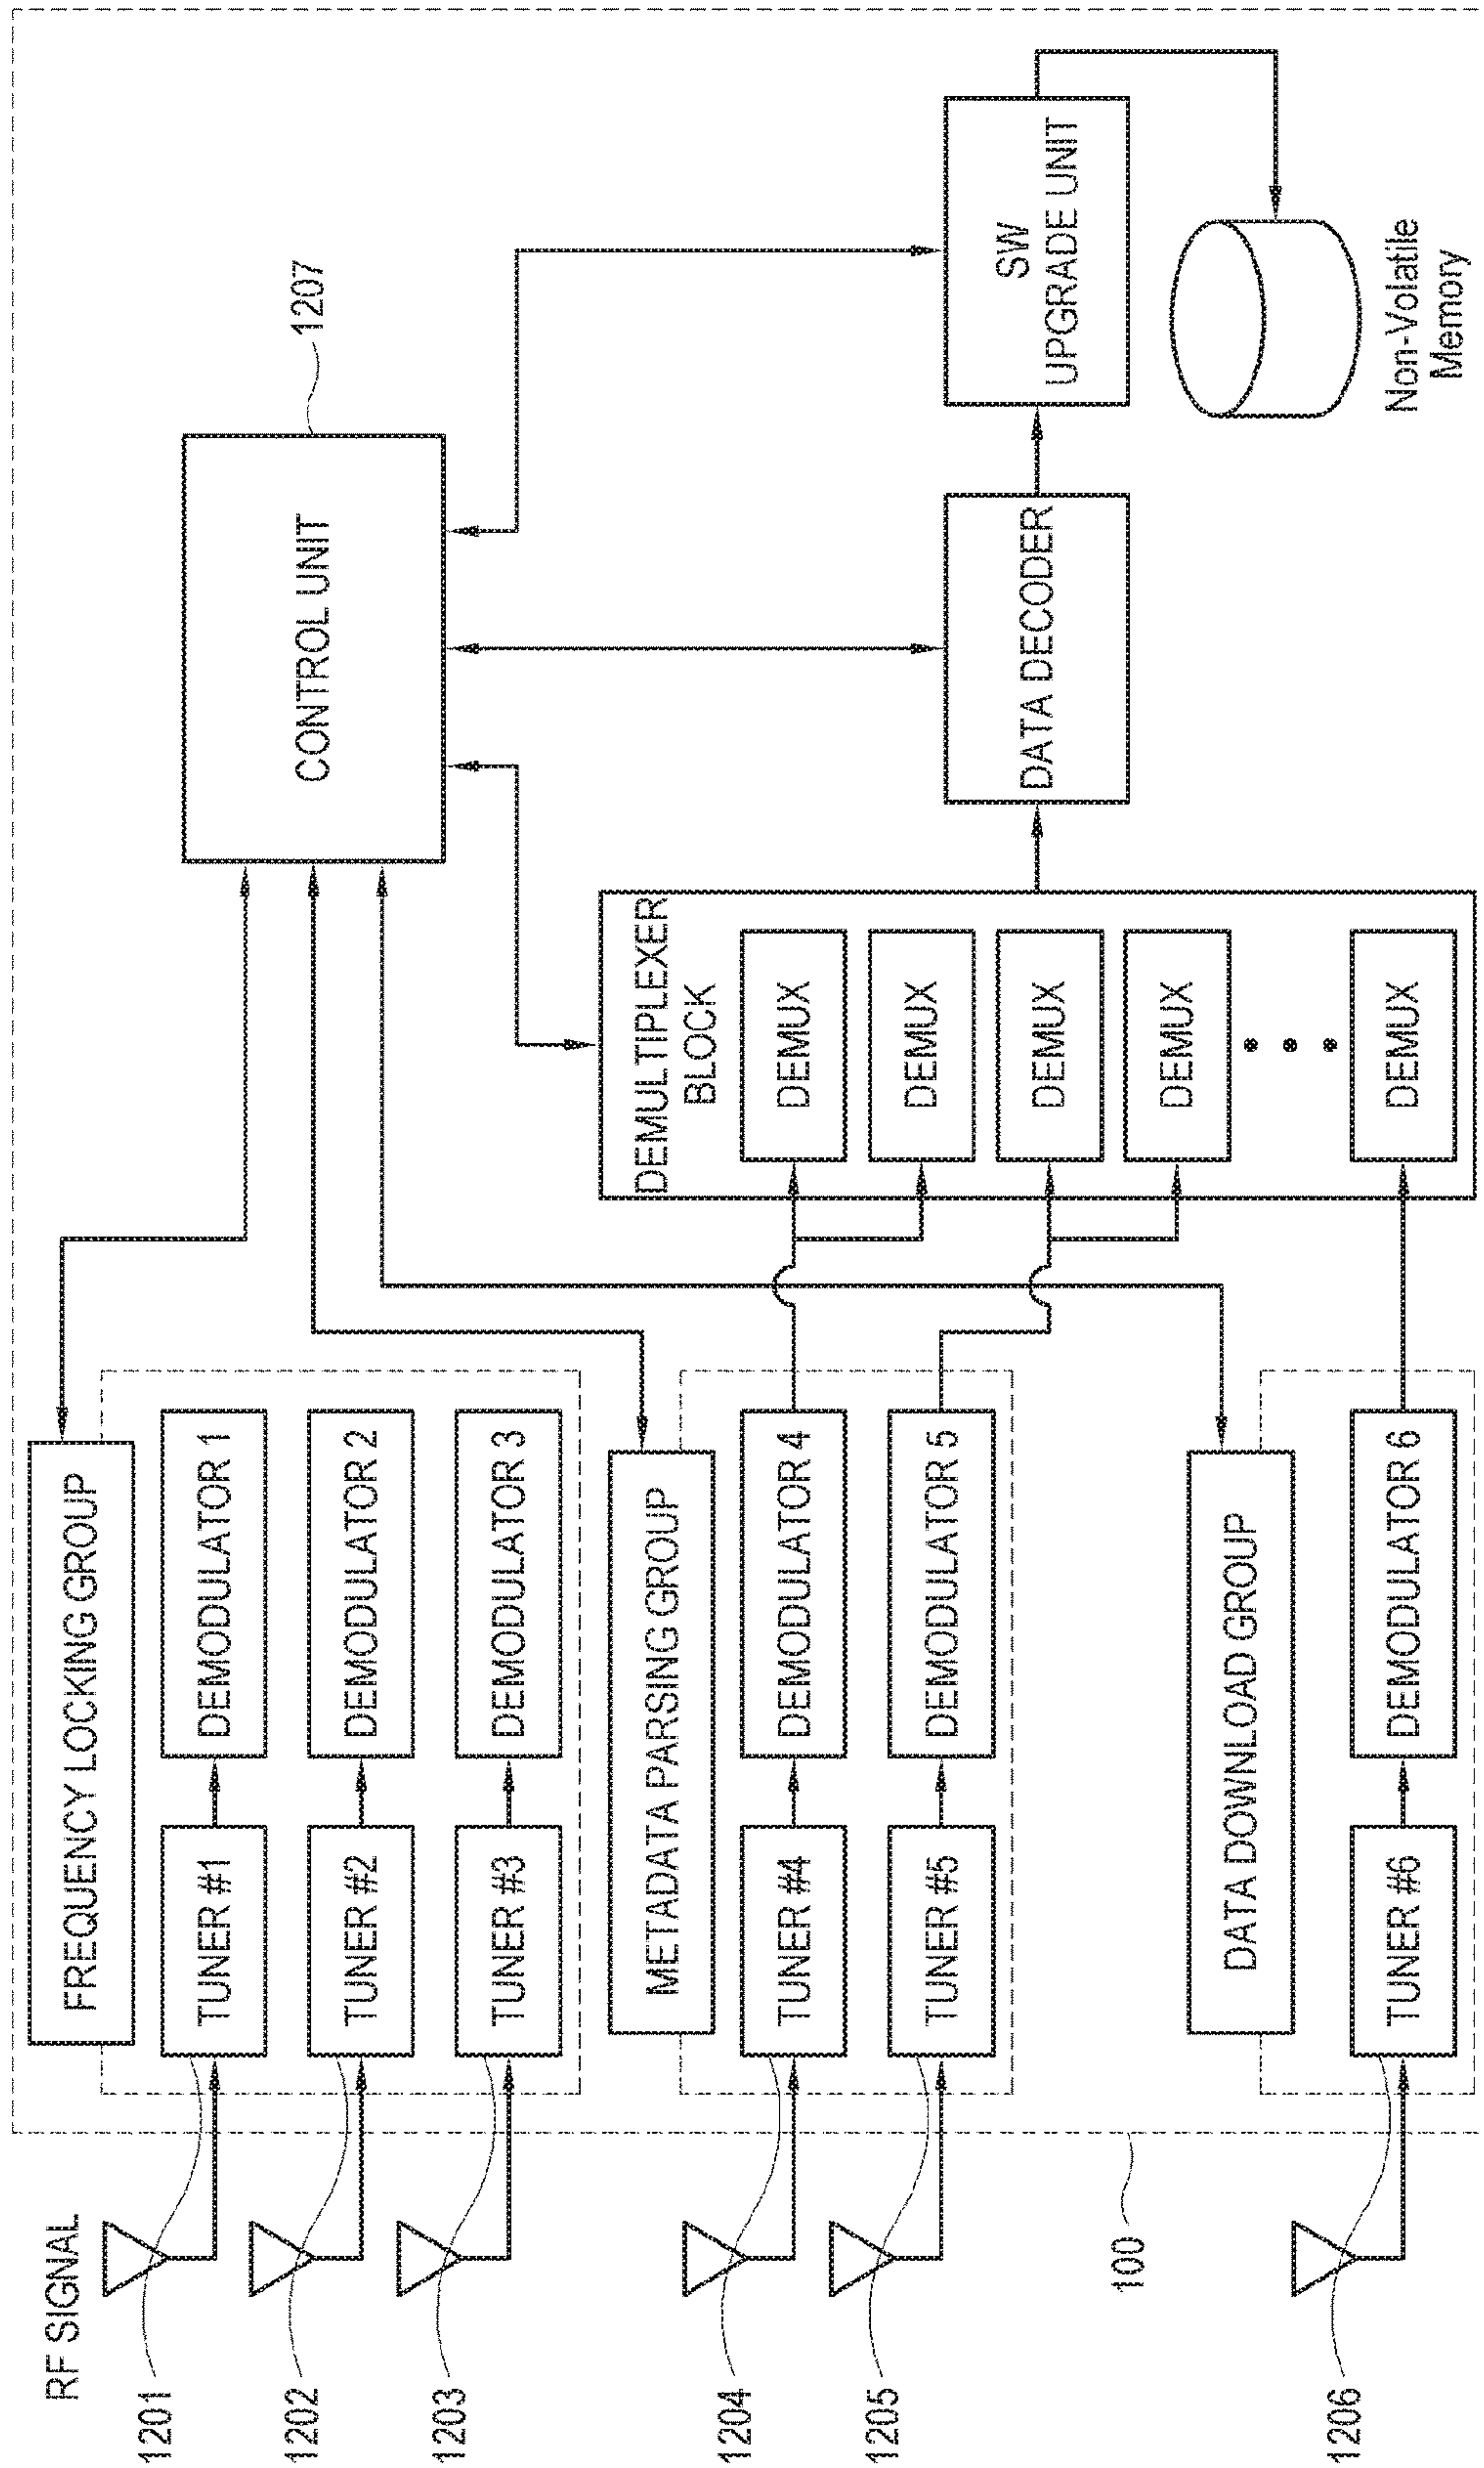 RF SIGNAL
1201
1202
1203
1204
1205
1206
100
FREQUENCY LOCKING GROUP
TUNER #1
DEMODULATOR 1
TUNER #2
DEMODULATOR 2
TUNER #3
DEMODULATOR 3
METADATA PARSING GROUP
TUNER #4
DEMODULATOR 4
TUNER #5
DEMODULATOR 5
DATA DOWNLOAD GROUP
TUNER #6
DEMODULATOR 6
DEMULTIPLEXER
BLOCK
DEMUX
DEMUX
DEMUX
DEMUX
DEMUX
CONTROL UNIT
1207
DATA DECODER
SW
UPGRADE UNIT
Non-Volatile
Memory